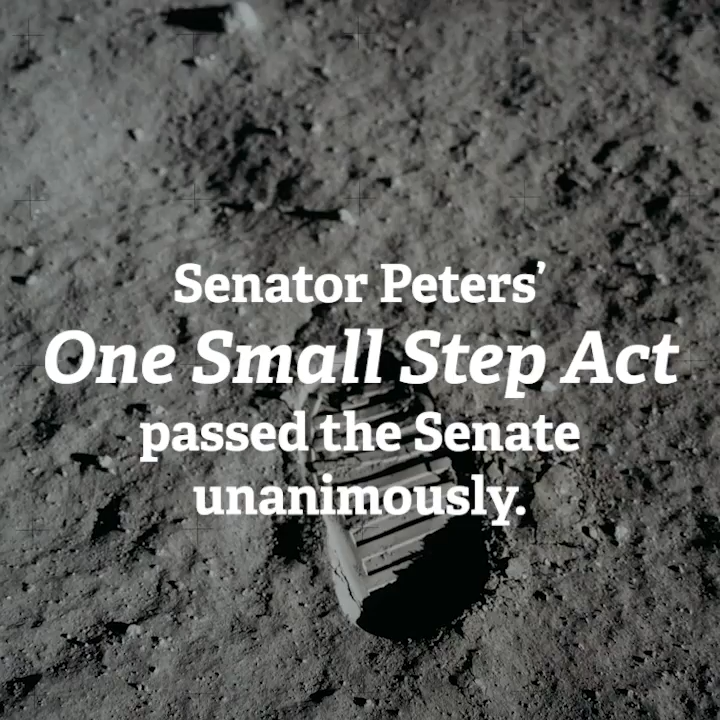 Senator Peters’
One Small Step Act
passed the Senate
unanimously.